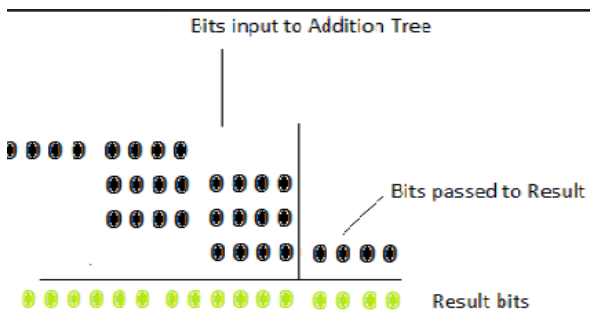 Bits input to Addition Tree
Bits passed to Result
Result bits